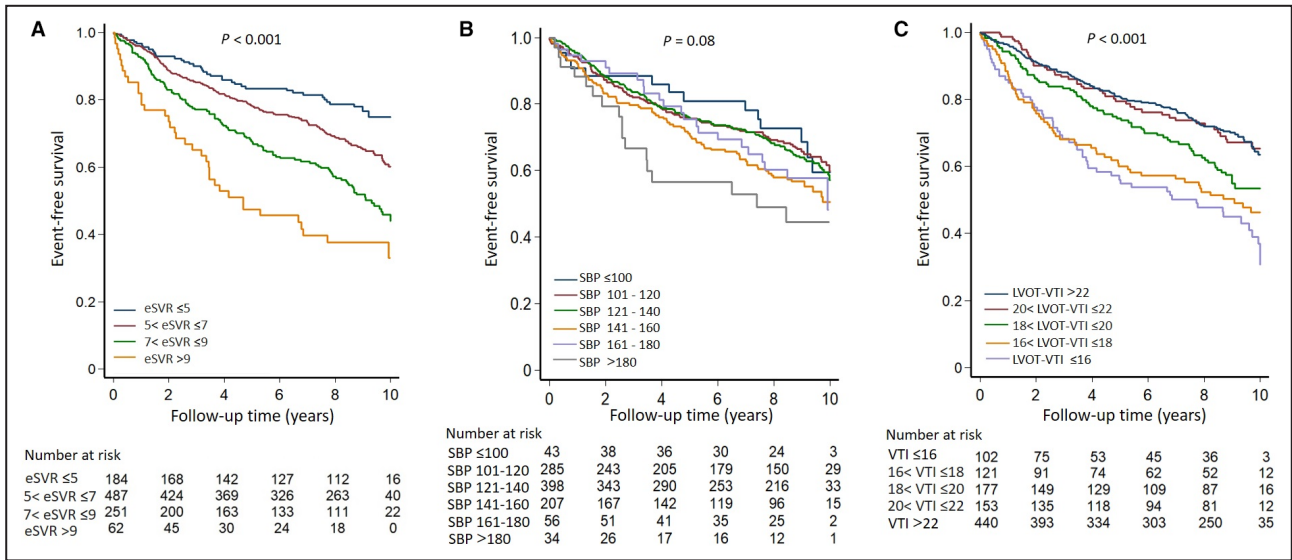 A
P < 0.001
1.0
0.8
0.6
0.4
0.2
0
Event-free survival
eSVR ≤5
5< eSVR ≤7
7< eSVR ≤9
eSVR >9
0 2 4 6 8 10
Follow-up time (years)
Number at risk
eSVR ≤5 184 168 142 127 112 16
5< eSVR ≤7 487 424 369 326 263 40
7< eSVR ≤9 251 200 163 133 111 22
eSVR >9 62 45 30 24 18 0
B
P = 0.08
1.0
0.8
0.6
0.4
0.2
0
Event-free survival
SBP ≤100
SBP 101 - 120
SBP 121 - 140
SBP 141 - 160
SBP 161 - 180
SBP >180
0 2 4 6 8 10
Follow-up time (years)
Number at risk
SBP ≤100 43 38 36 30 24 3
SBP 101-120 285 243 205 179 150 29
SBP 121-140 398 343 290 253 216 33
SBP 141-160 207 167 142 119 96 15
SBP 161-180 56 51 41 35 25 2
SBP >180 34 26 17 16 12 1
C
P < 0.001
1.0
0.8
0.6
0.4
0.2
0
Event-free survival
LVOT-VTI >22
20< LVOT-VTI ≤22
18< LVOT-VTI ≤20
16< LVOT-VTI ≤18
LVOT-VTI ≤16
0 2 4 6 8 10
Follow-up time (years)
Number at risk
VTI ≤16 102 75 53 45 36 3
16< VTI ≤18 121 91 74 62 52 12
18< VTI ≤20 177 149 129 109 87 16
20< VTI ≤22 153 135 118 94 81 12
VTI >22 440 393 334 303 250 35